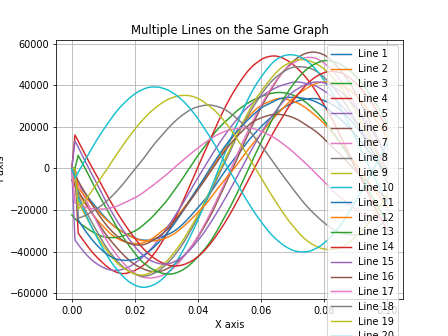 Multiple Lines on the Same Graph
60000
40000
20000
0
−20000
−40000
−60000
0.00
0.02
0.04
0.06
X axis
Line 1
Line 2
Line 3
Line 4
Line 5
Line 6
Line 7
Line 8
Line 9
Line 10
Line 11
Line 12
Line 13
Line 14
Line 15
Line 16
Line 17
Line 18
Line 19